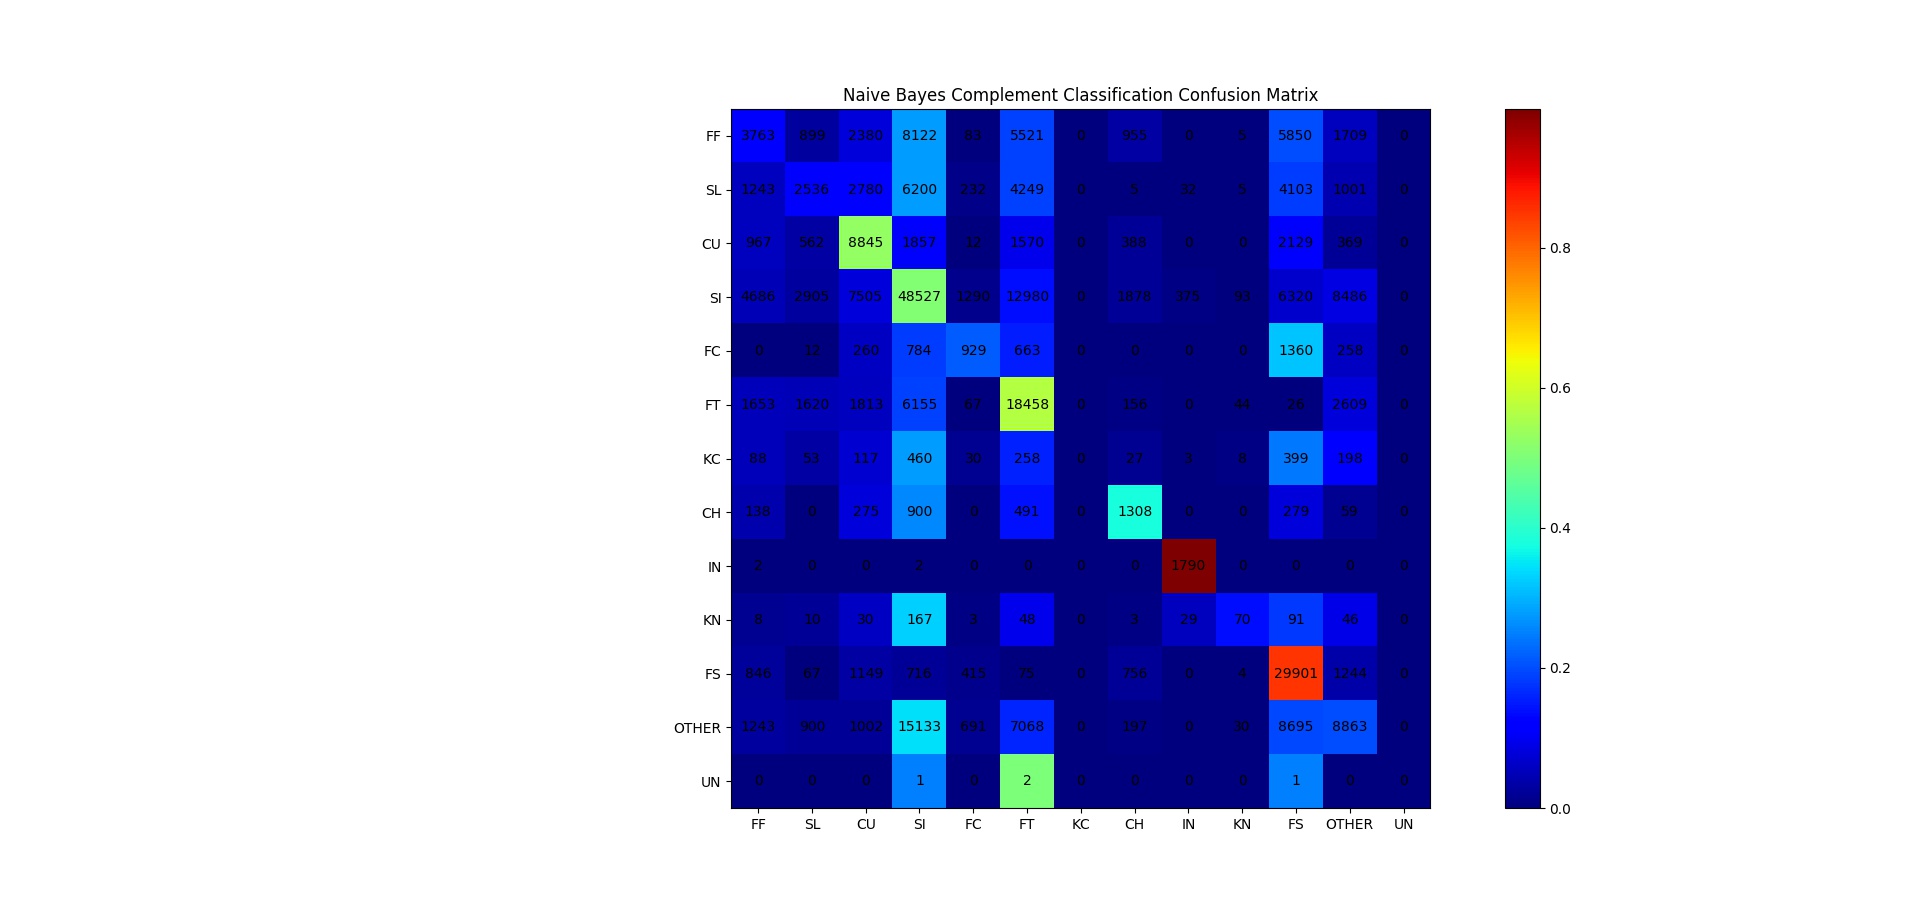 Naive Bayes Complement Classification Confusion Matrix
FF 3763 899 2380 8122 83 5521 0 955 0 5 5850 1709 0
SL 1243 2536 2780 6200 232 4249 0 5 32 5 4103 1001 0
CU 967 562 8845 1857 12 1570 0 388 0 0 2129 369 0
SI 4686 2905 7505 48527 1290 12980 0 1878 375 93 6320 8486 0
FC 0 12 260 784 929 663 0 0 0 0 1360 258 0
FT 1653 1620 1813 6155 67 18458 0 156 0 44 26 2609 0
KC 88 53 117 460 30 258 0 27 3 8 399 198 0
CH 138 0 275 900 0 491 0 1308 0 0 279 59 0
IN 2 0 0 2 0 0 0 0 1790 0 0 0 0
KN 8 10 30 167 3 48 0 3 29 70 91 46 0
FS 846 67 1149 716 415 75 0 756 0 4 29901 1244 0
OTHER 1243 900 1002 15133 691 7068 0 197 0 30 8695 8863 0
UN 0 0 0 1 0 2 0 0 0 0 1 0 0
FF SL CU SI FC FT KC CH IN KN FS OTHER UN
0.8
0.6
0.4
0.2
0.0